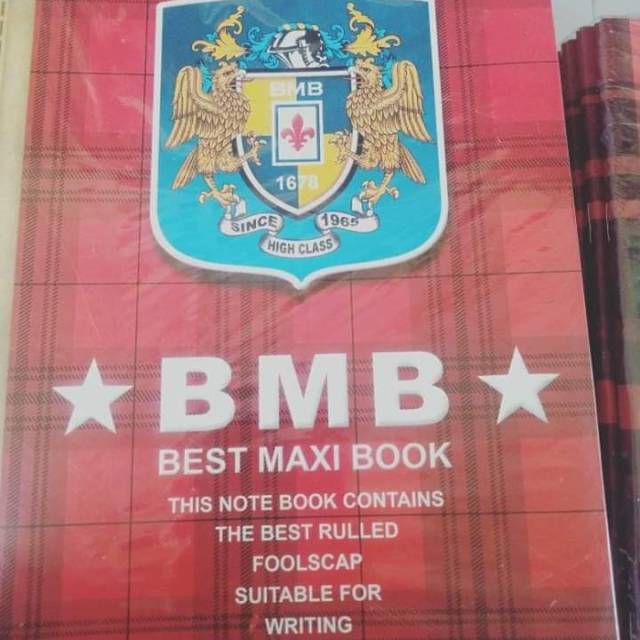 BMB
1678
SINCE 1965
HIGH CLASS
BMB
BEST MAXI BOOK
THIS NOTE BOOK CONTAINS
THE BEST RULLED
FOOLSCAP
SUITABLE FOR
WRITING